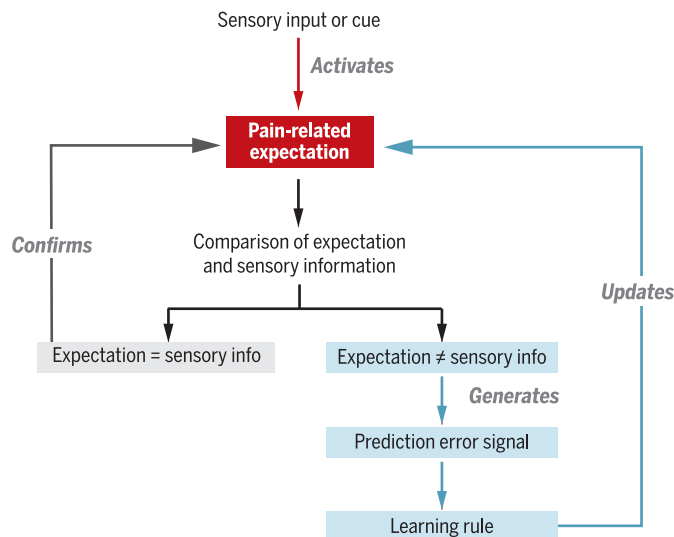 Sensory input or cue
Activates
Pain-related
expectation
Confirms
Comparison of expectation
and sensory information
Updates
Expectation = sensory info
Expectation ≠ sensory info
Generates
Prediction error signal
Learning rule